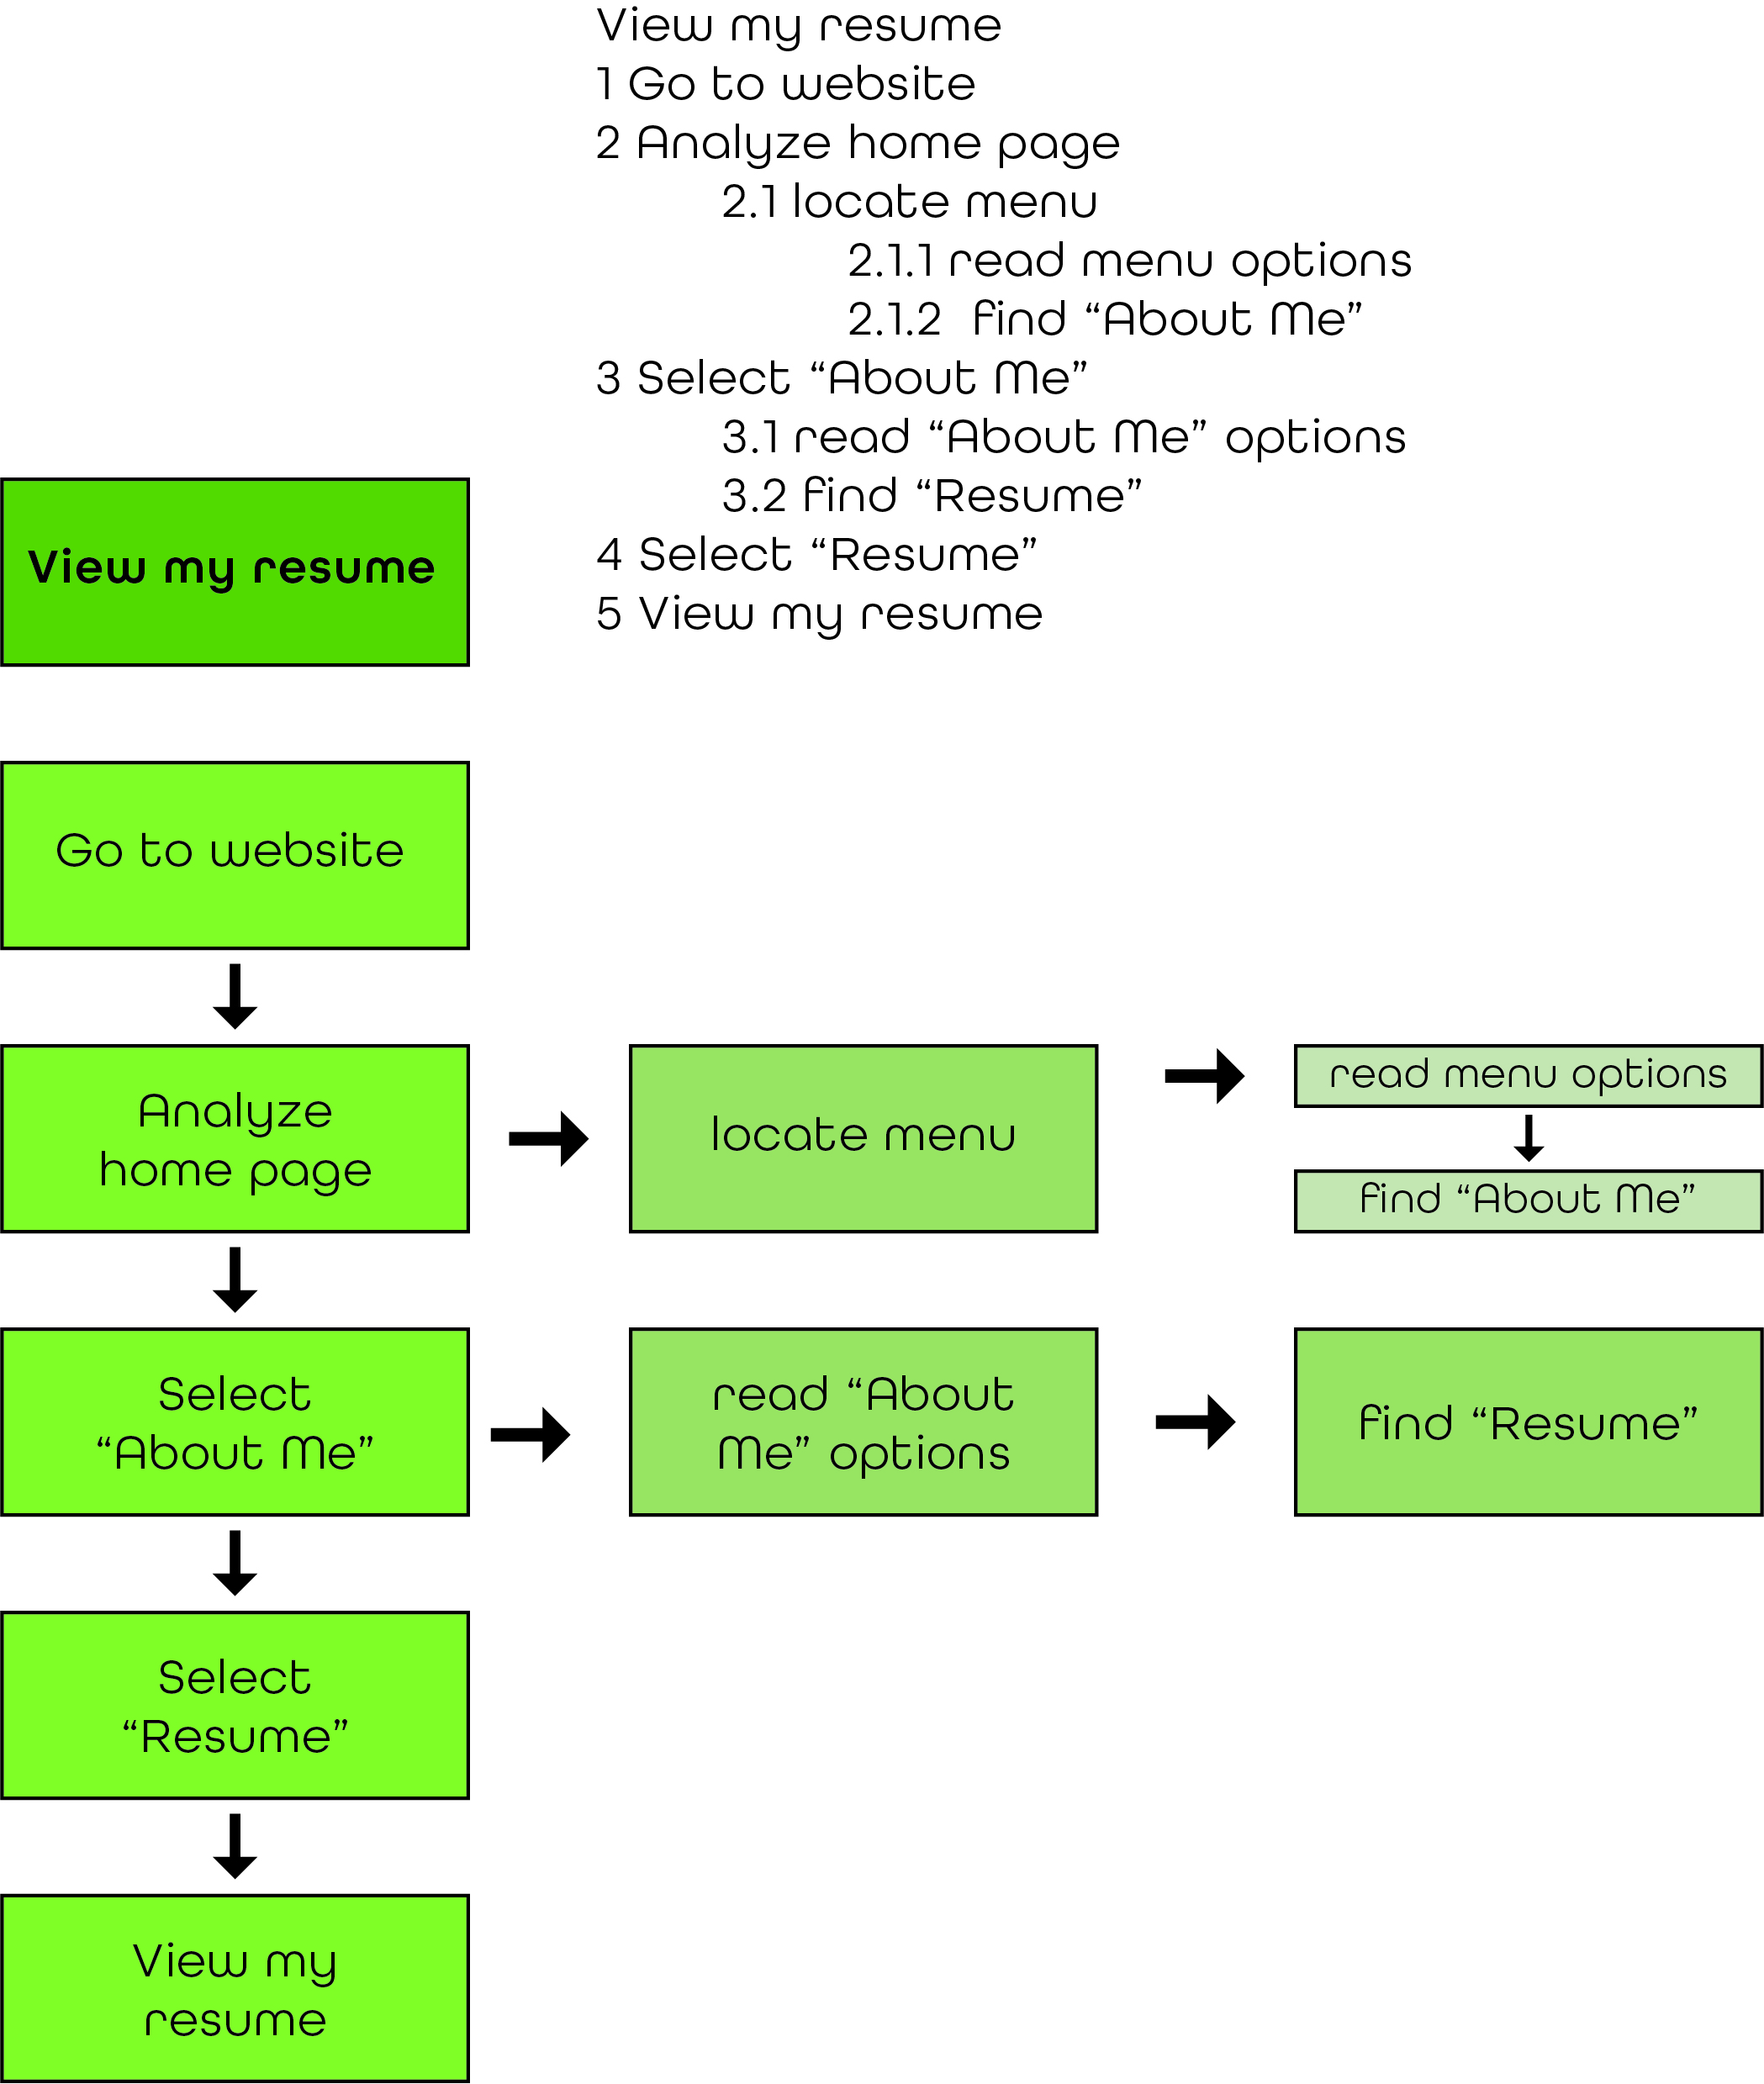 View my resume
1 Go to website
2 Analyze home page
2.1 locate menu
2.1.1 read menu options
2.1.2 find “About Me”
3 Select “About Me”
3.1 read “About Me” options
3.2 find “Resume”
4 Select “Resume”
5 View my resume
View my resume
Go to website
Analyze
home page
locate menu
read menu options
find “About Me”
Select
“About Me”
read “About
Me” options
find “Resume”
Select
“Resume”
View my
resume